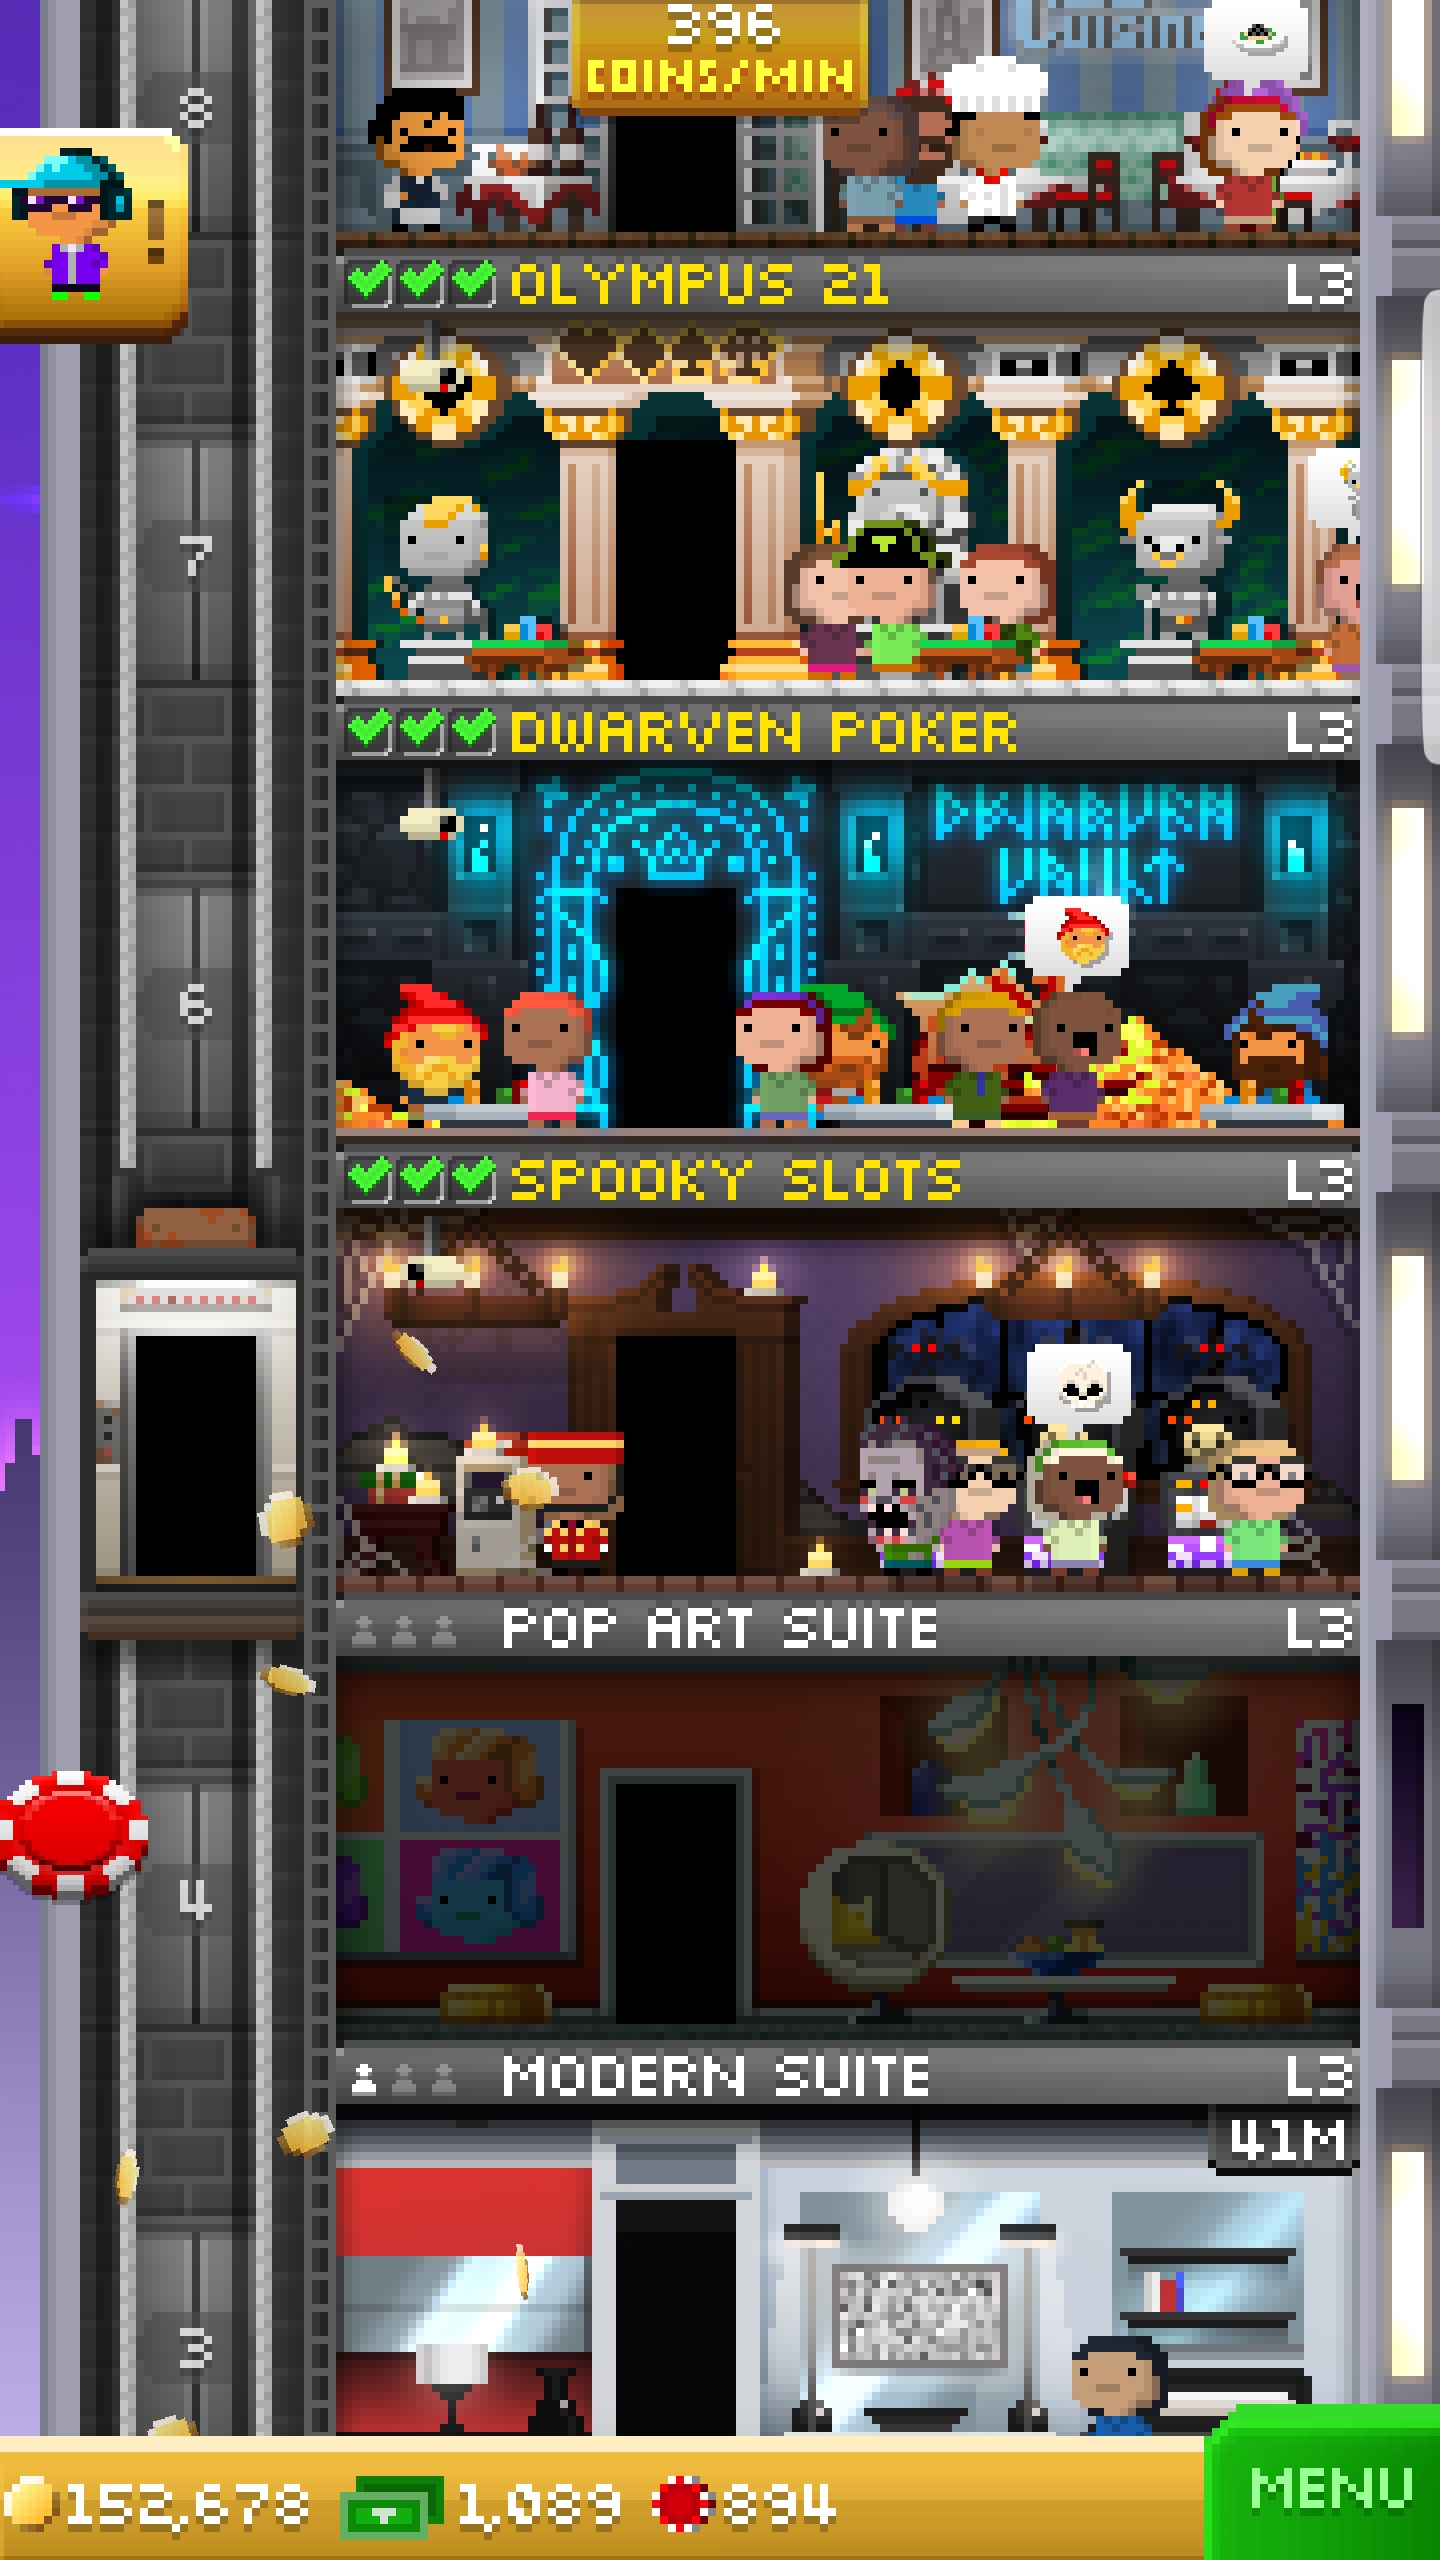 Cuisine
396
COINS/MIN
8
OLYMPUS 21 L3
7
DWARVEN POKER L3
DWARVEN
VAULT
6
SPOOKY SLOTS L3
POP ART SUITE L3
4
MODERN SUITE L3
41M
3
152,678 1,089 894
MENU